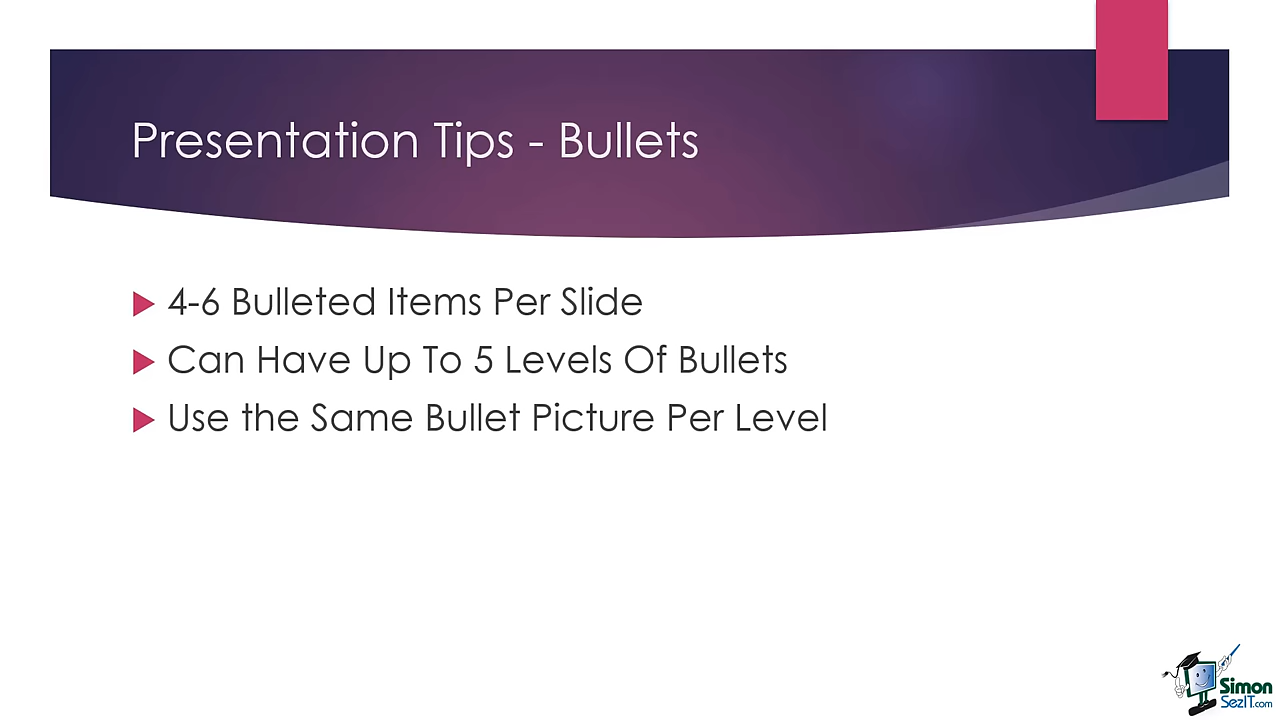 Presentation Tips - Bullets
4-6 Bulleted Items Per Slide
Can Have Up To 5 Levels Of Bullets
Use the Same Bullet Picture Per Level
Simon
SezIT.com